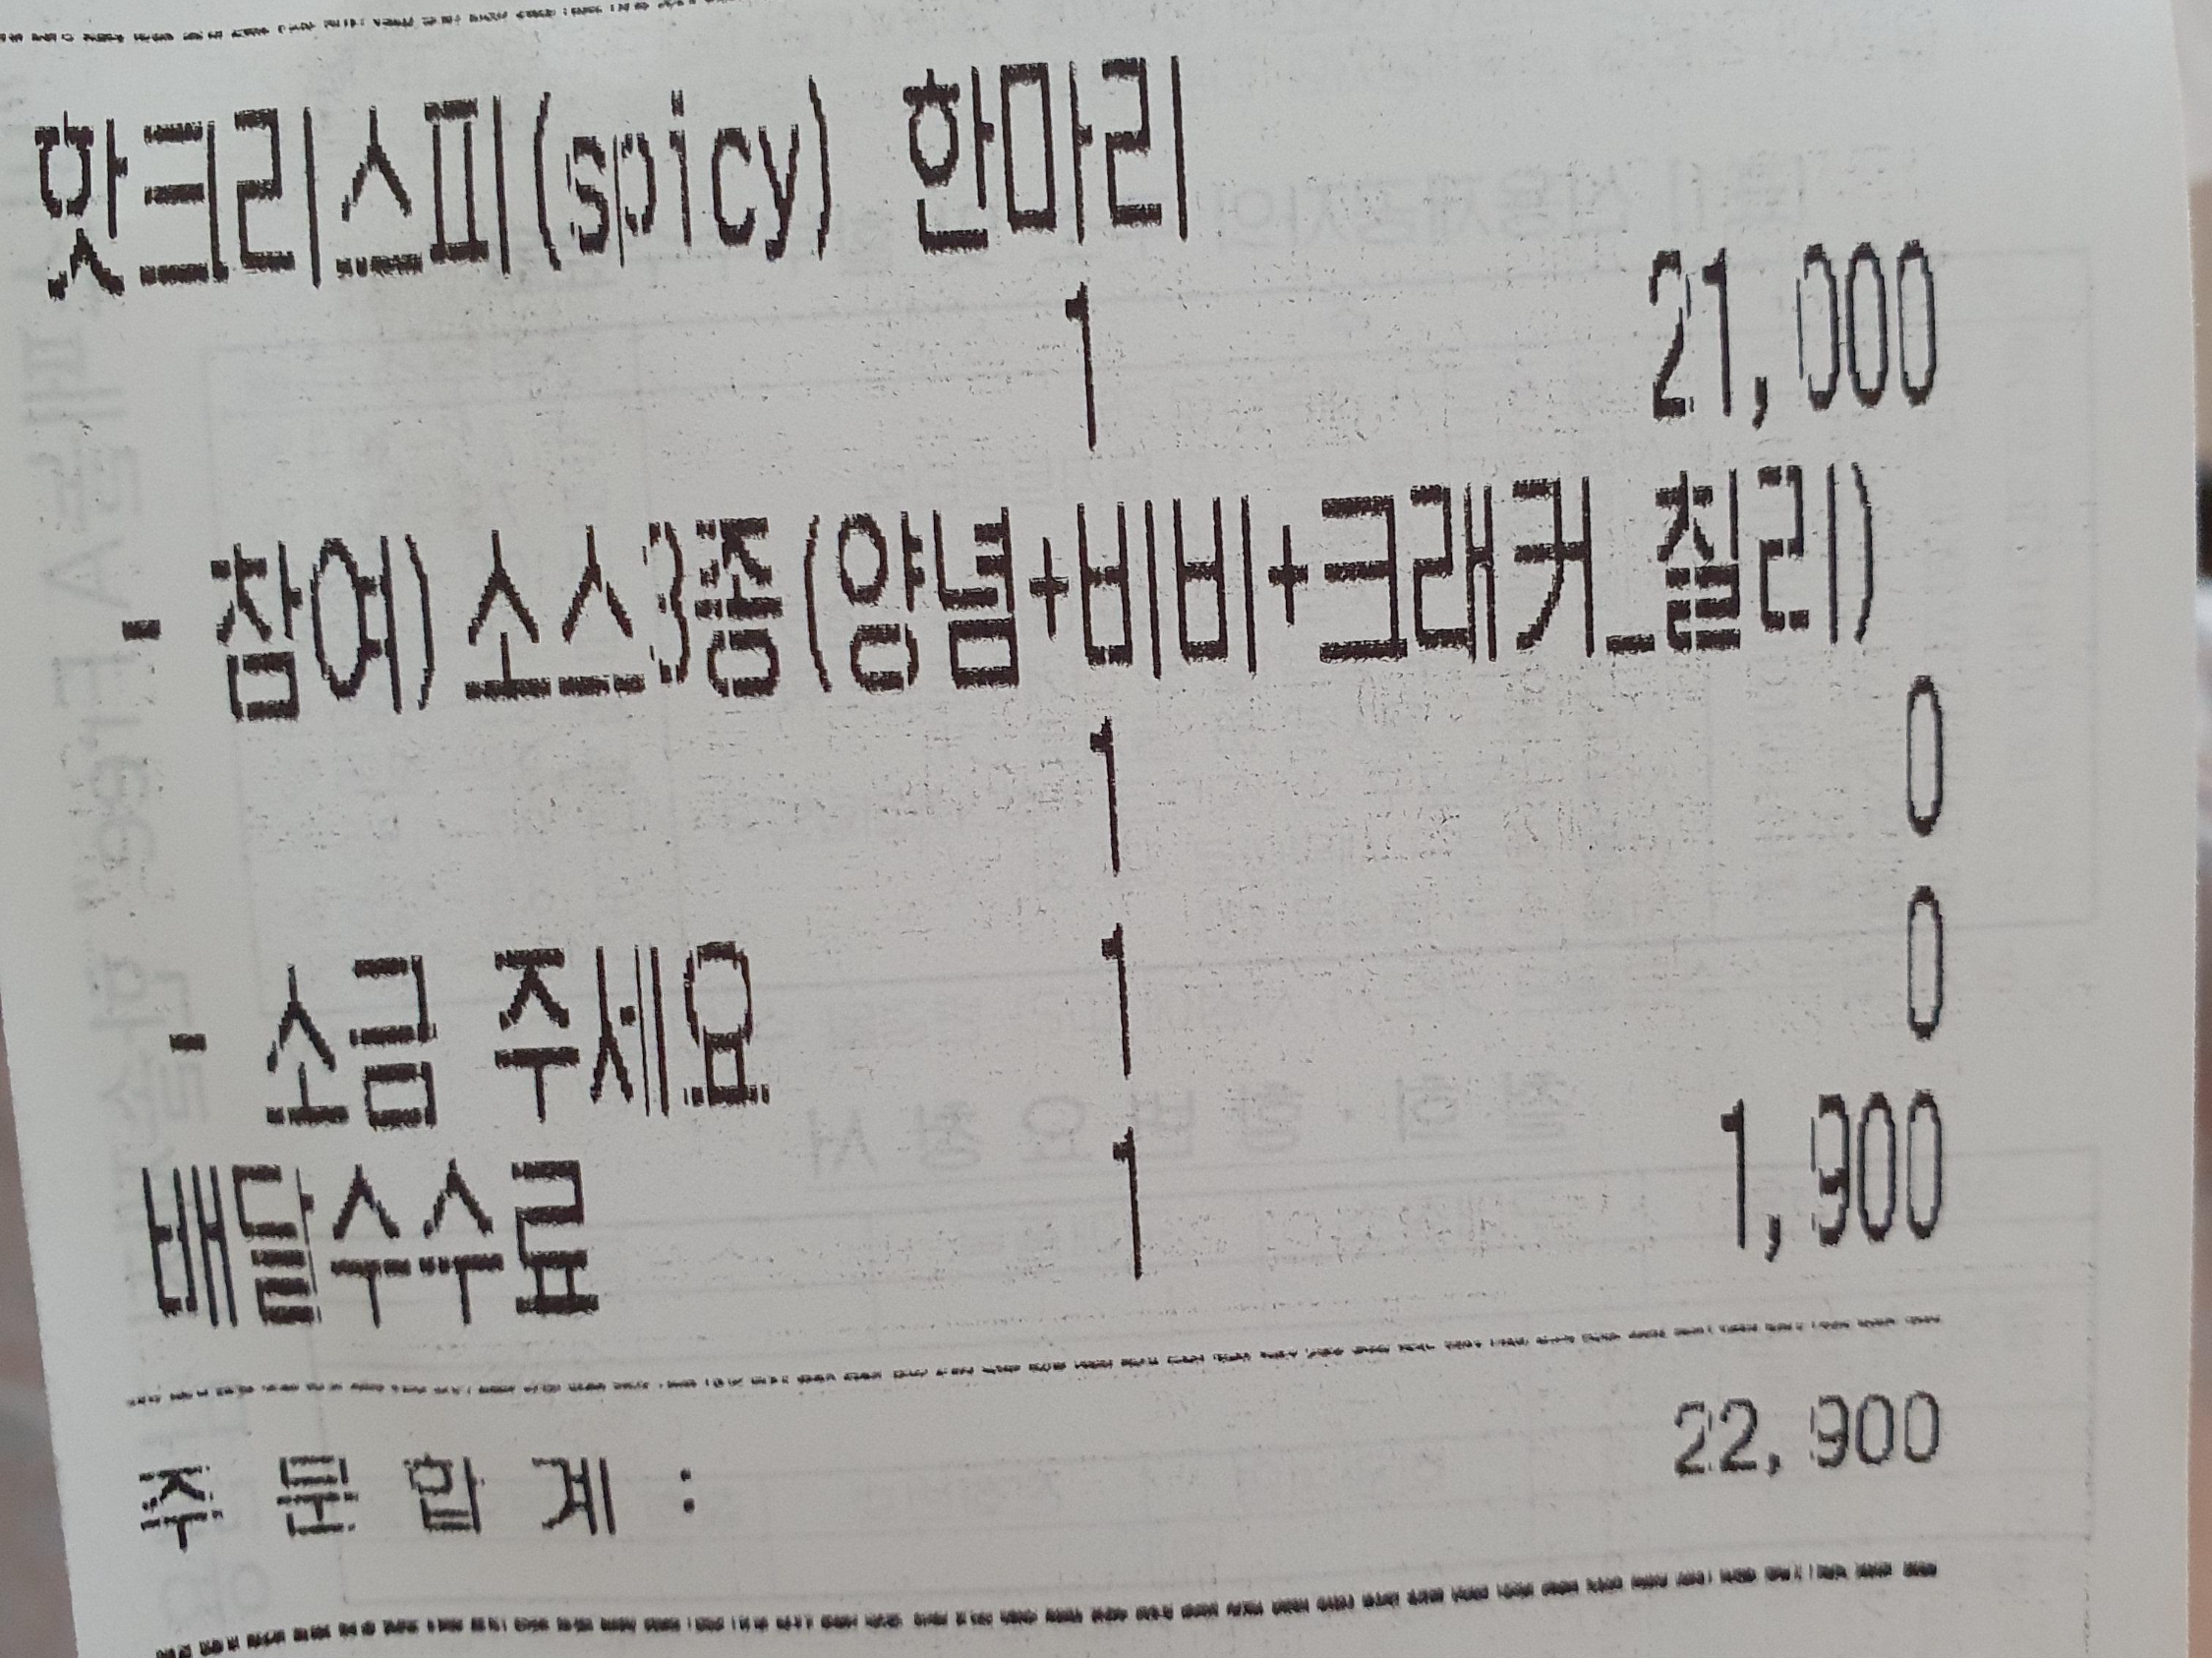 핫크리스피(spicy) 한마리
1 21,000
- 참여)소스3종(양념+비비+크래커_칠리)
1 0
- 소금 주세요 1 0
배달수수료 1 1,900
주 문 합 계 : 22,900